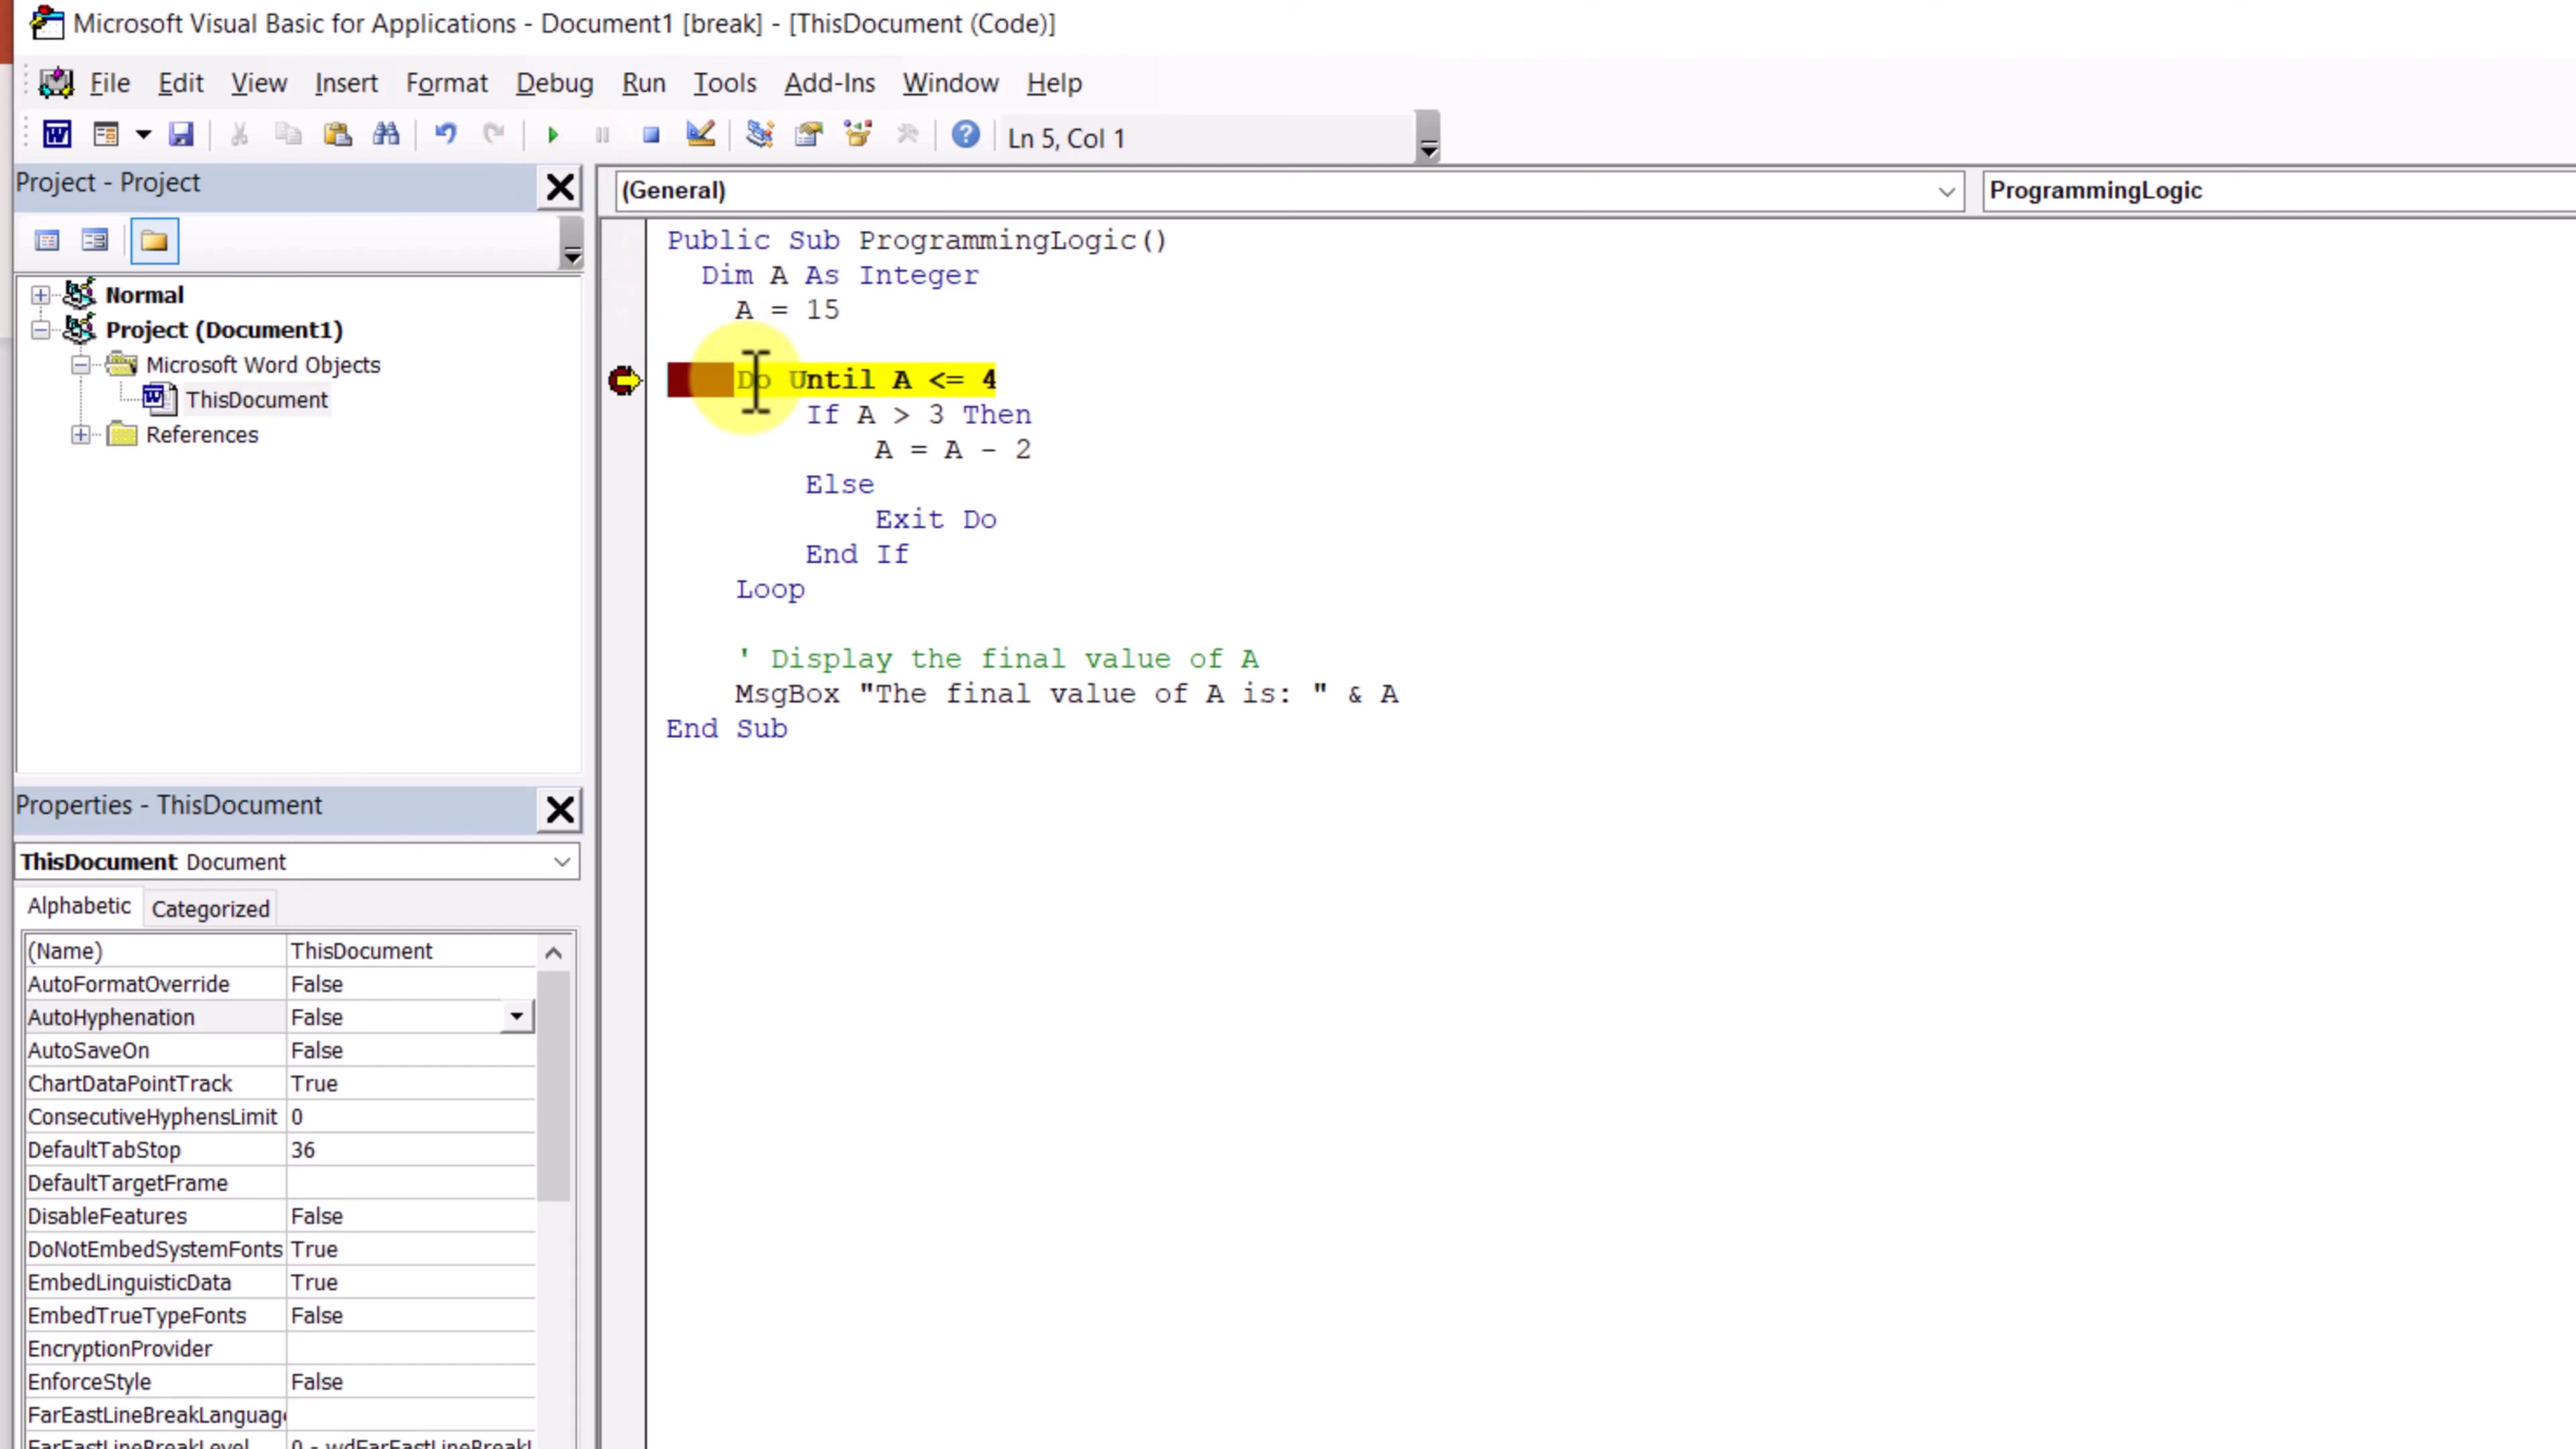 Microsoft Visual Basic for Applications - Document1 [break] - [ThisDocument (Code)]
File Edit View Insert Format Debug Run Tools Add-Ins Window Help
Ln 5, Col 1
Project - Project
(General) ProgrammingLogic
Normal
Project (Document1)
Microsoft Word Objects
ThisDocument
References
Public Sub ProgrammingLogic()
Dim A As Integer
A = 15
Do Until A <= 4
If A > 3 Then
A = A - 2
Else
Exit Do
End If
Loop
' Display the final value of A
MsgBox "The final value of A is: " & A
End Sub
Properties - ThisDocument
ThisDocument Document
Alphabetic Categorized
(Name) ThisDocument
AutoFormatOverride False
AutoHyphenation False
AutoSaveOn False
ChartDataPointTrack True
ConsecutiveHyphensLimit 0
DefaultTabStop 36
DefaultTargetFrame
DisableFeatures False
DoNotEmbedSystemFonts True
EmbedLinguisticData True
EmbedTrueTypeFonts False
EncryptionProvider
EnforceStyle False
FarEastLineBreakLanguage
FarEastLineBreakLevel 0 - wdFarEastLineBreakL